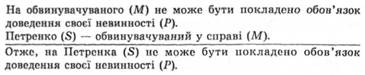 На обвинувачуваного (M) не може бути покладено обов'язок
доведення своєї невинності (P).
Петренко (S) — обвинувачуваний у справі (M).
Отже, на Петренка (S) не може бути покладено обов'язок
доведення своєї невинності (P).